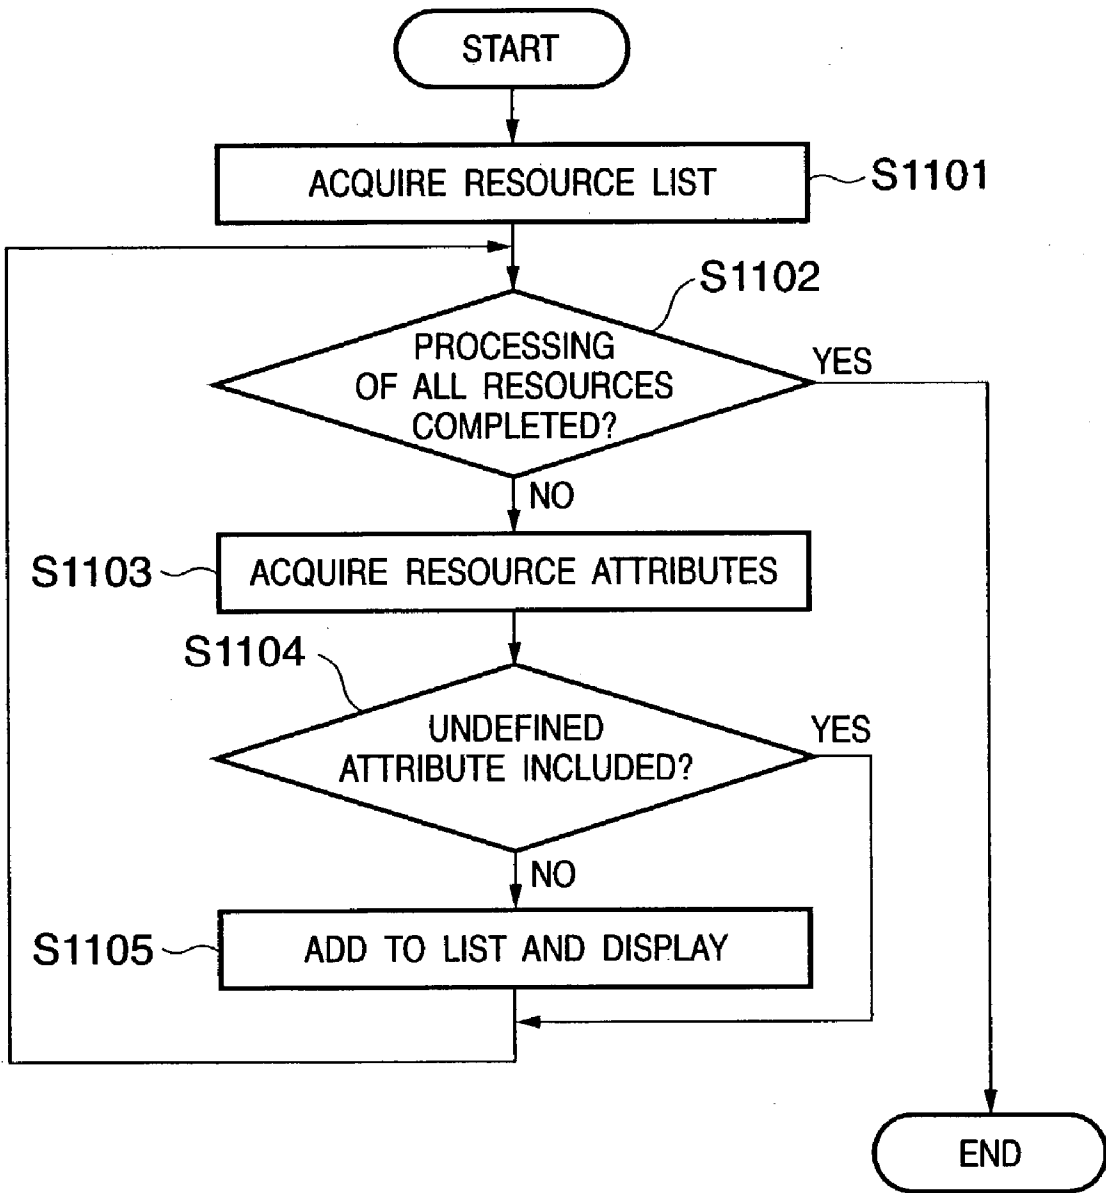 START
ACQUIRE RESOURCE LIST
S1101
S1102
PROCESSING
OF ALL RESOURCES
COMPLETED?
YES
NO
S1103
ACQUIRE RESOURCE ATTRIBUTES
S1104
UNDEFINED
ATTRIBUTE INCLUDED?
YES
NO
S1105
ADD TO LIST AND DISPLAY
END